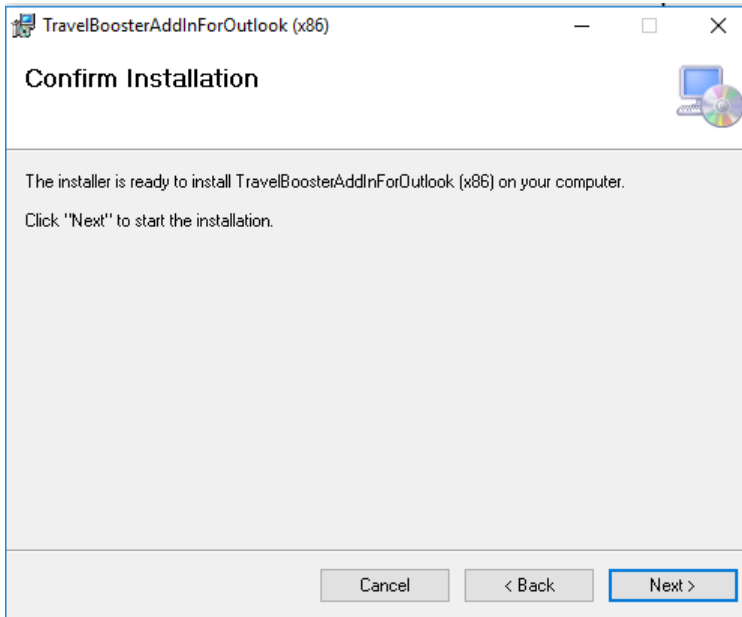 TravelBoosterAddInForOutlook (x86)
Confirm Installation
The installer is ready to install TravelBoosterAddInForOutlook (x86) on your computer.
Click "Next" to start the installation.
Cancel
< Back
Next >